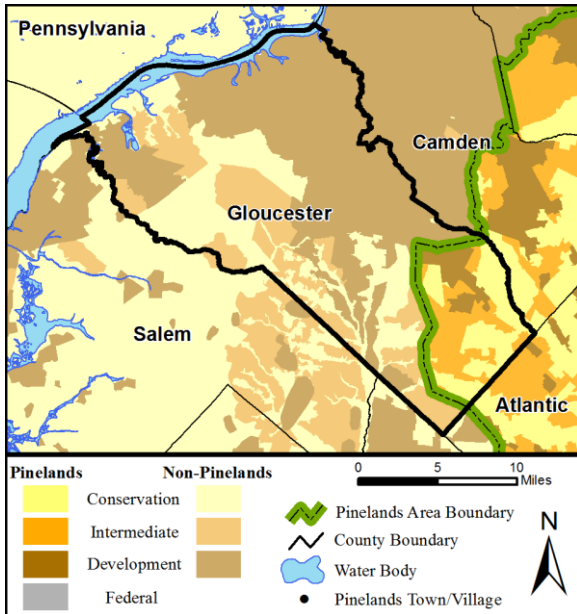 Pennsylvania
Camden
Gloucester
Salem
Atlantic
Pinelands Non-Pinelands
Conservation
Intermediate
Development
Federal
0 5 10
Miles
Pinelands Area Boundary
County Boundary
Water Body
Pinelands Town/Village
N